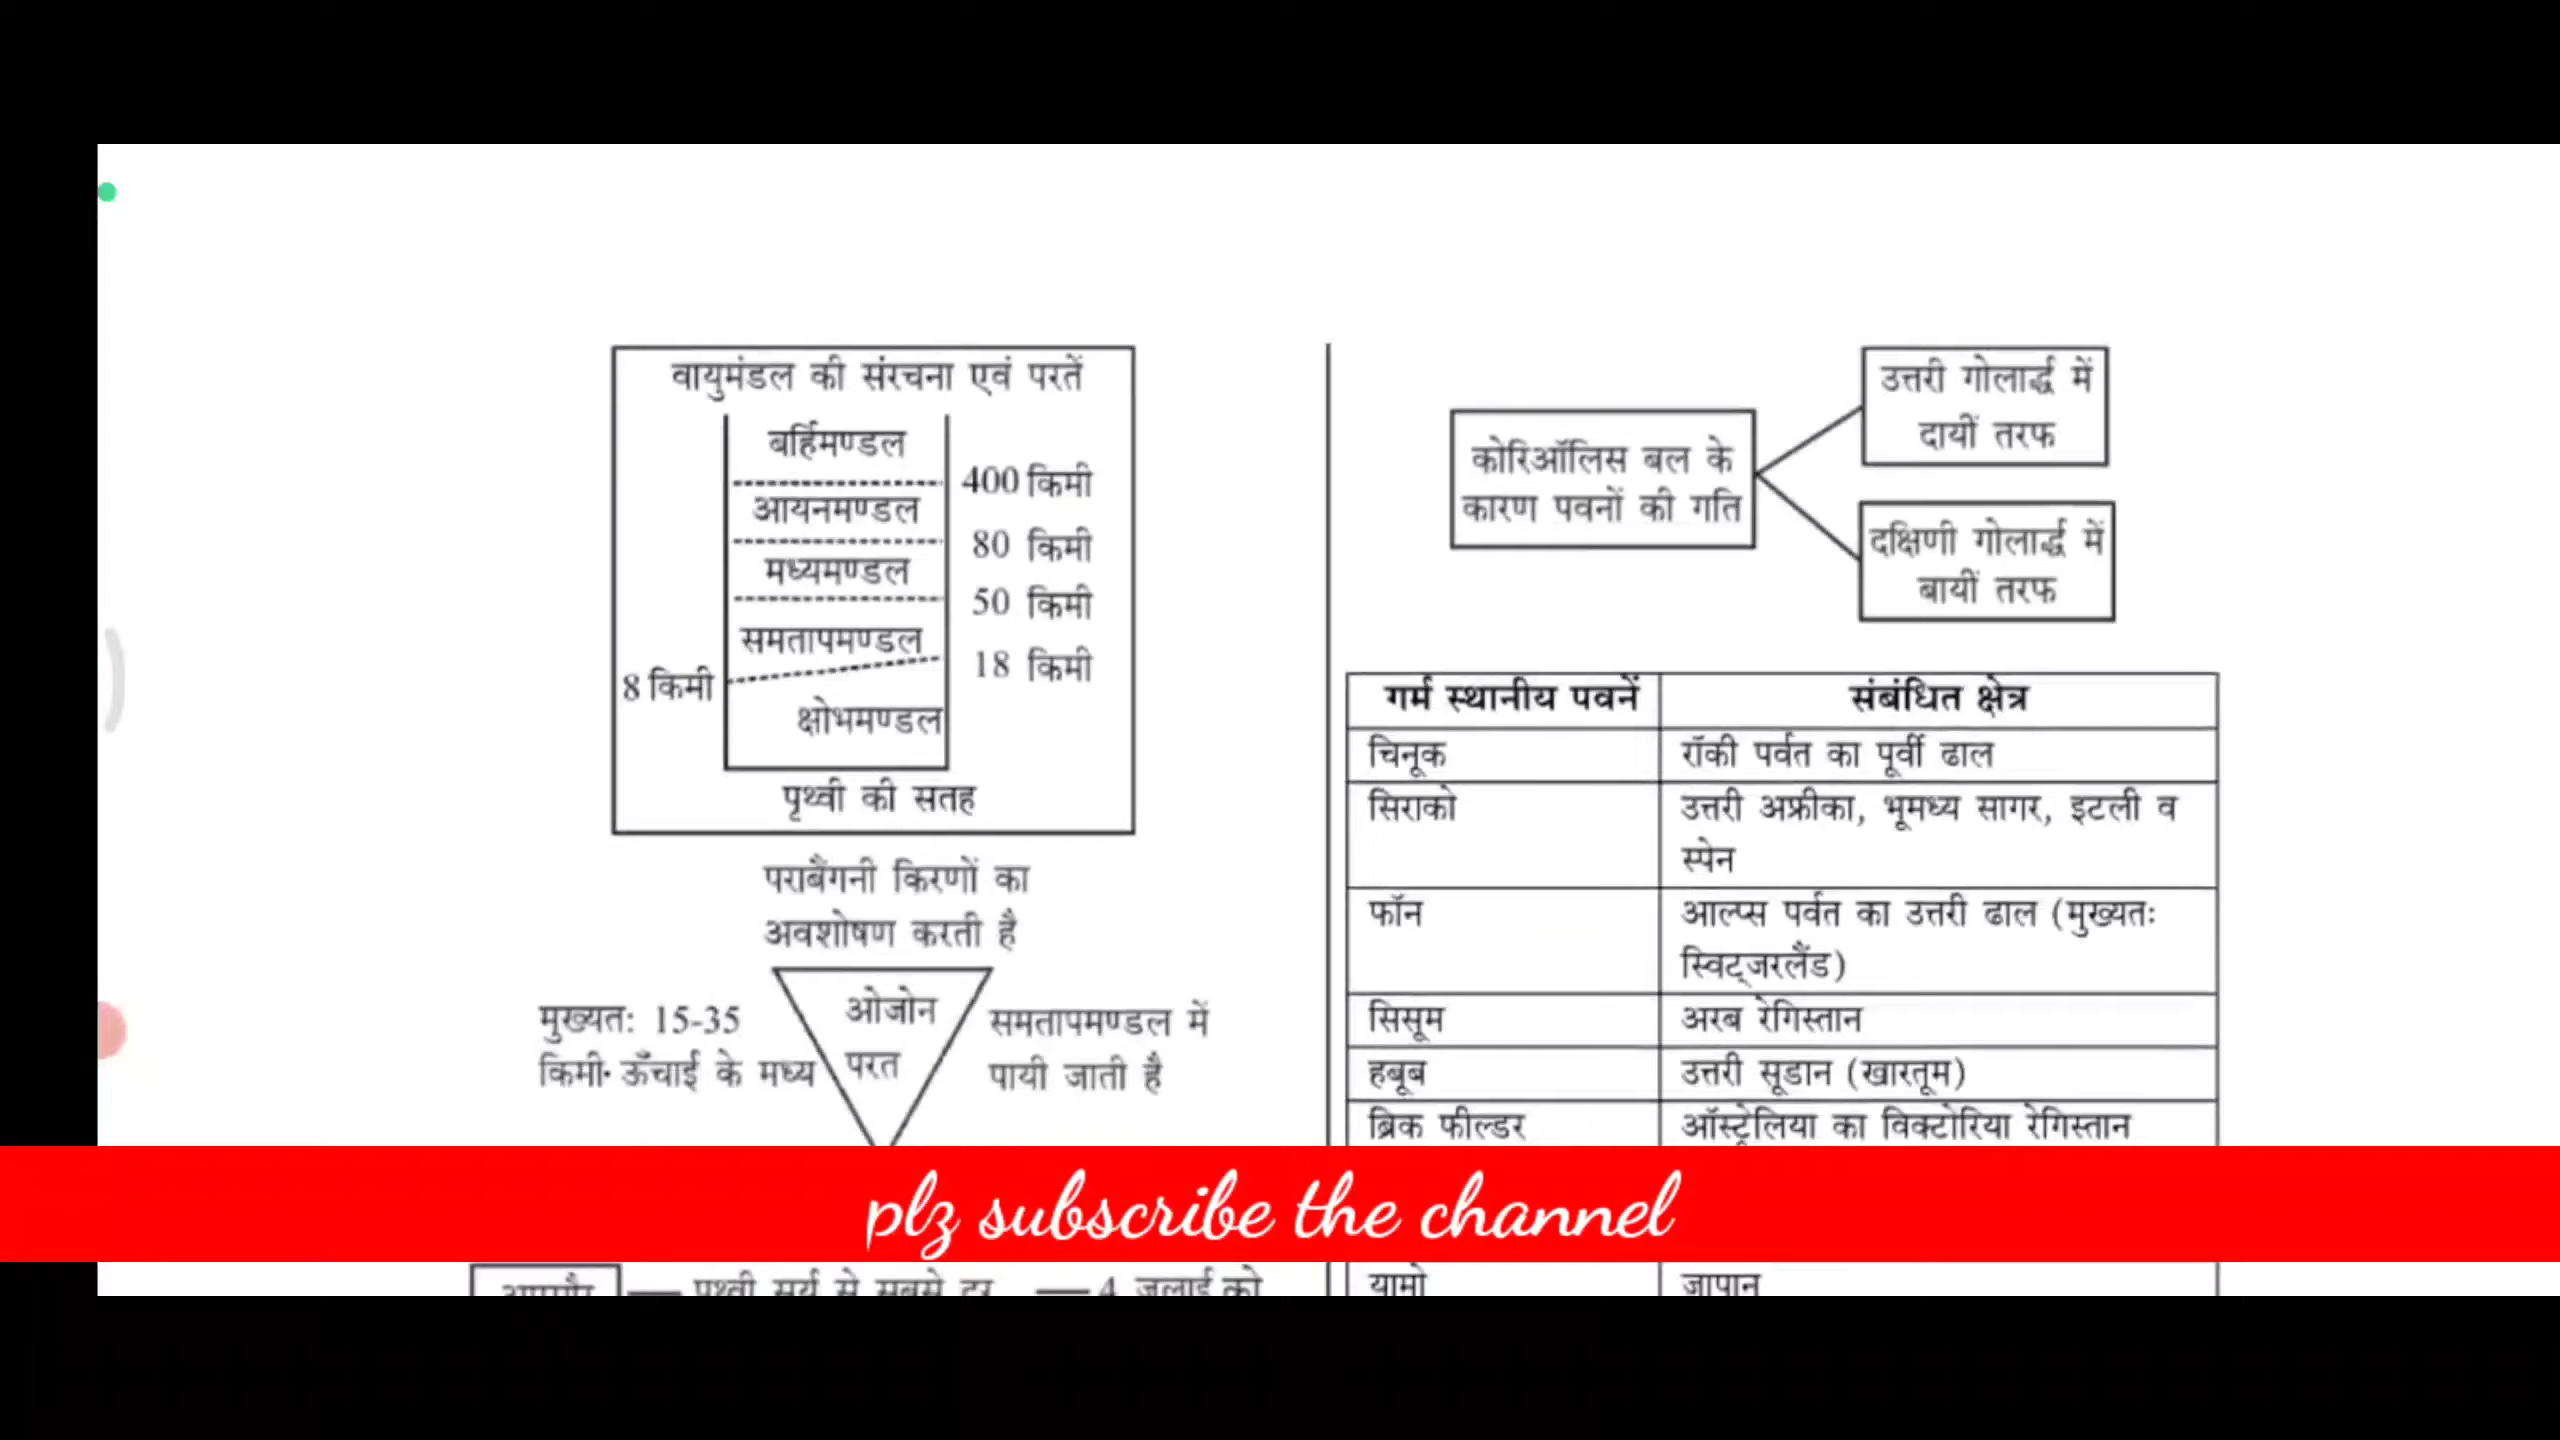 वायुमंडल की संरचना एवं परतें
बर्हिमण्डल
400 किमी
आयनमण्डल
80 किमी
मध्यमण्डल
50 किमी
समतापमण्डल
18 किमी
8 किमी
क्षोभमण्डल
पृथ्वी की सतह
पराबैंगनी किरणों का
अवशोषण करती है
मुख्यतः 15-35
किमी॰ ऊँचाई के मध्य
ओजोन
परत
समतापमण्डल में
पायी जाती है
कोरिऑलिस बल के
कारण पवनों की गति
उत्तरी गोलार्द्ध में
दायीं तरफ
दक्षिणी गोलार्द्ध में
बायीं तरफ
गर्म स्थानीय पवनें संबंधित क्षेत्र
चिनूक रॉकी पर्वत का पूर्वी ढाल
सिराको उत्तरी अफ्रीका, भूमध्य सागर, इटली व
स्पेन
फॉन आल्प्स पर्वत का उत्तरी ढाल (मुख्यतः
स्विट्जरलैंड)
सिसूम अरब रेगिस्तान
हबूब उत्तरी सूडान (खारतूम)
ब्रिक फील्डर ऑस्ट्रेलिया का विक्टोरिया रेगिस्तान
plz subscribe the channel
पृथ्वी सूर्य से सबसे दूर — 4 जुलाई को
यामो जापान